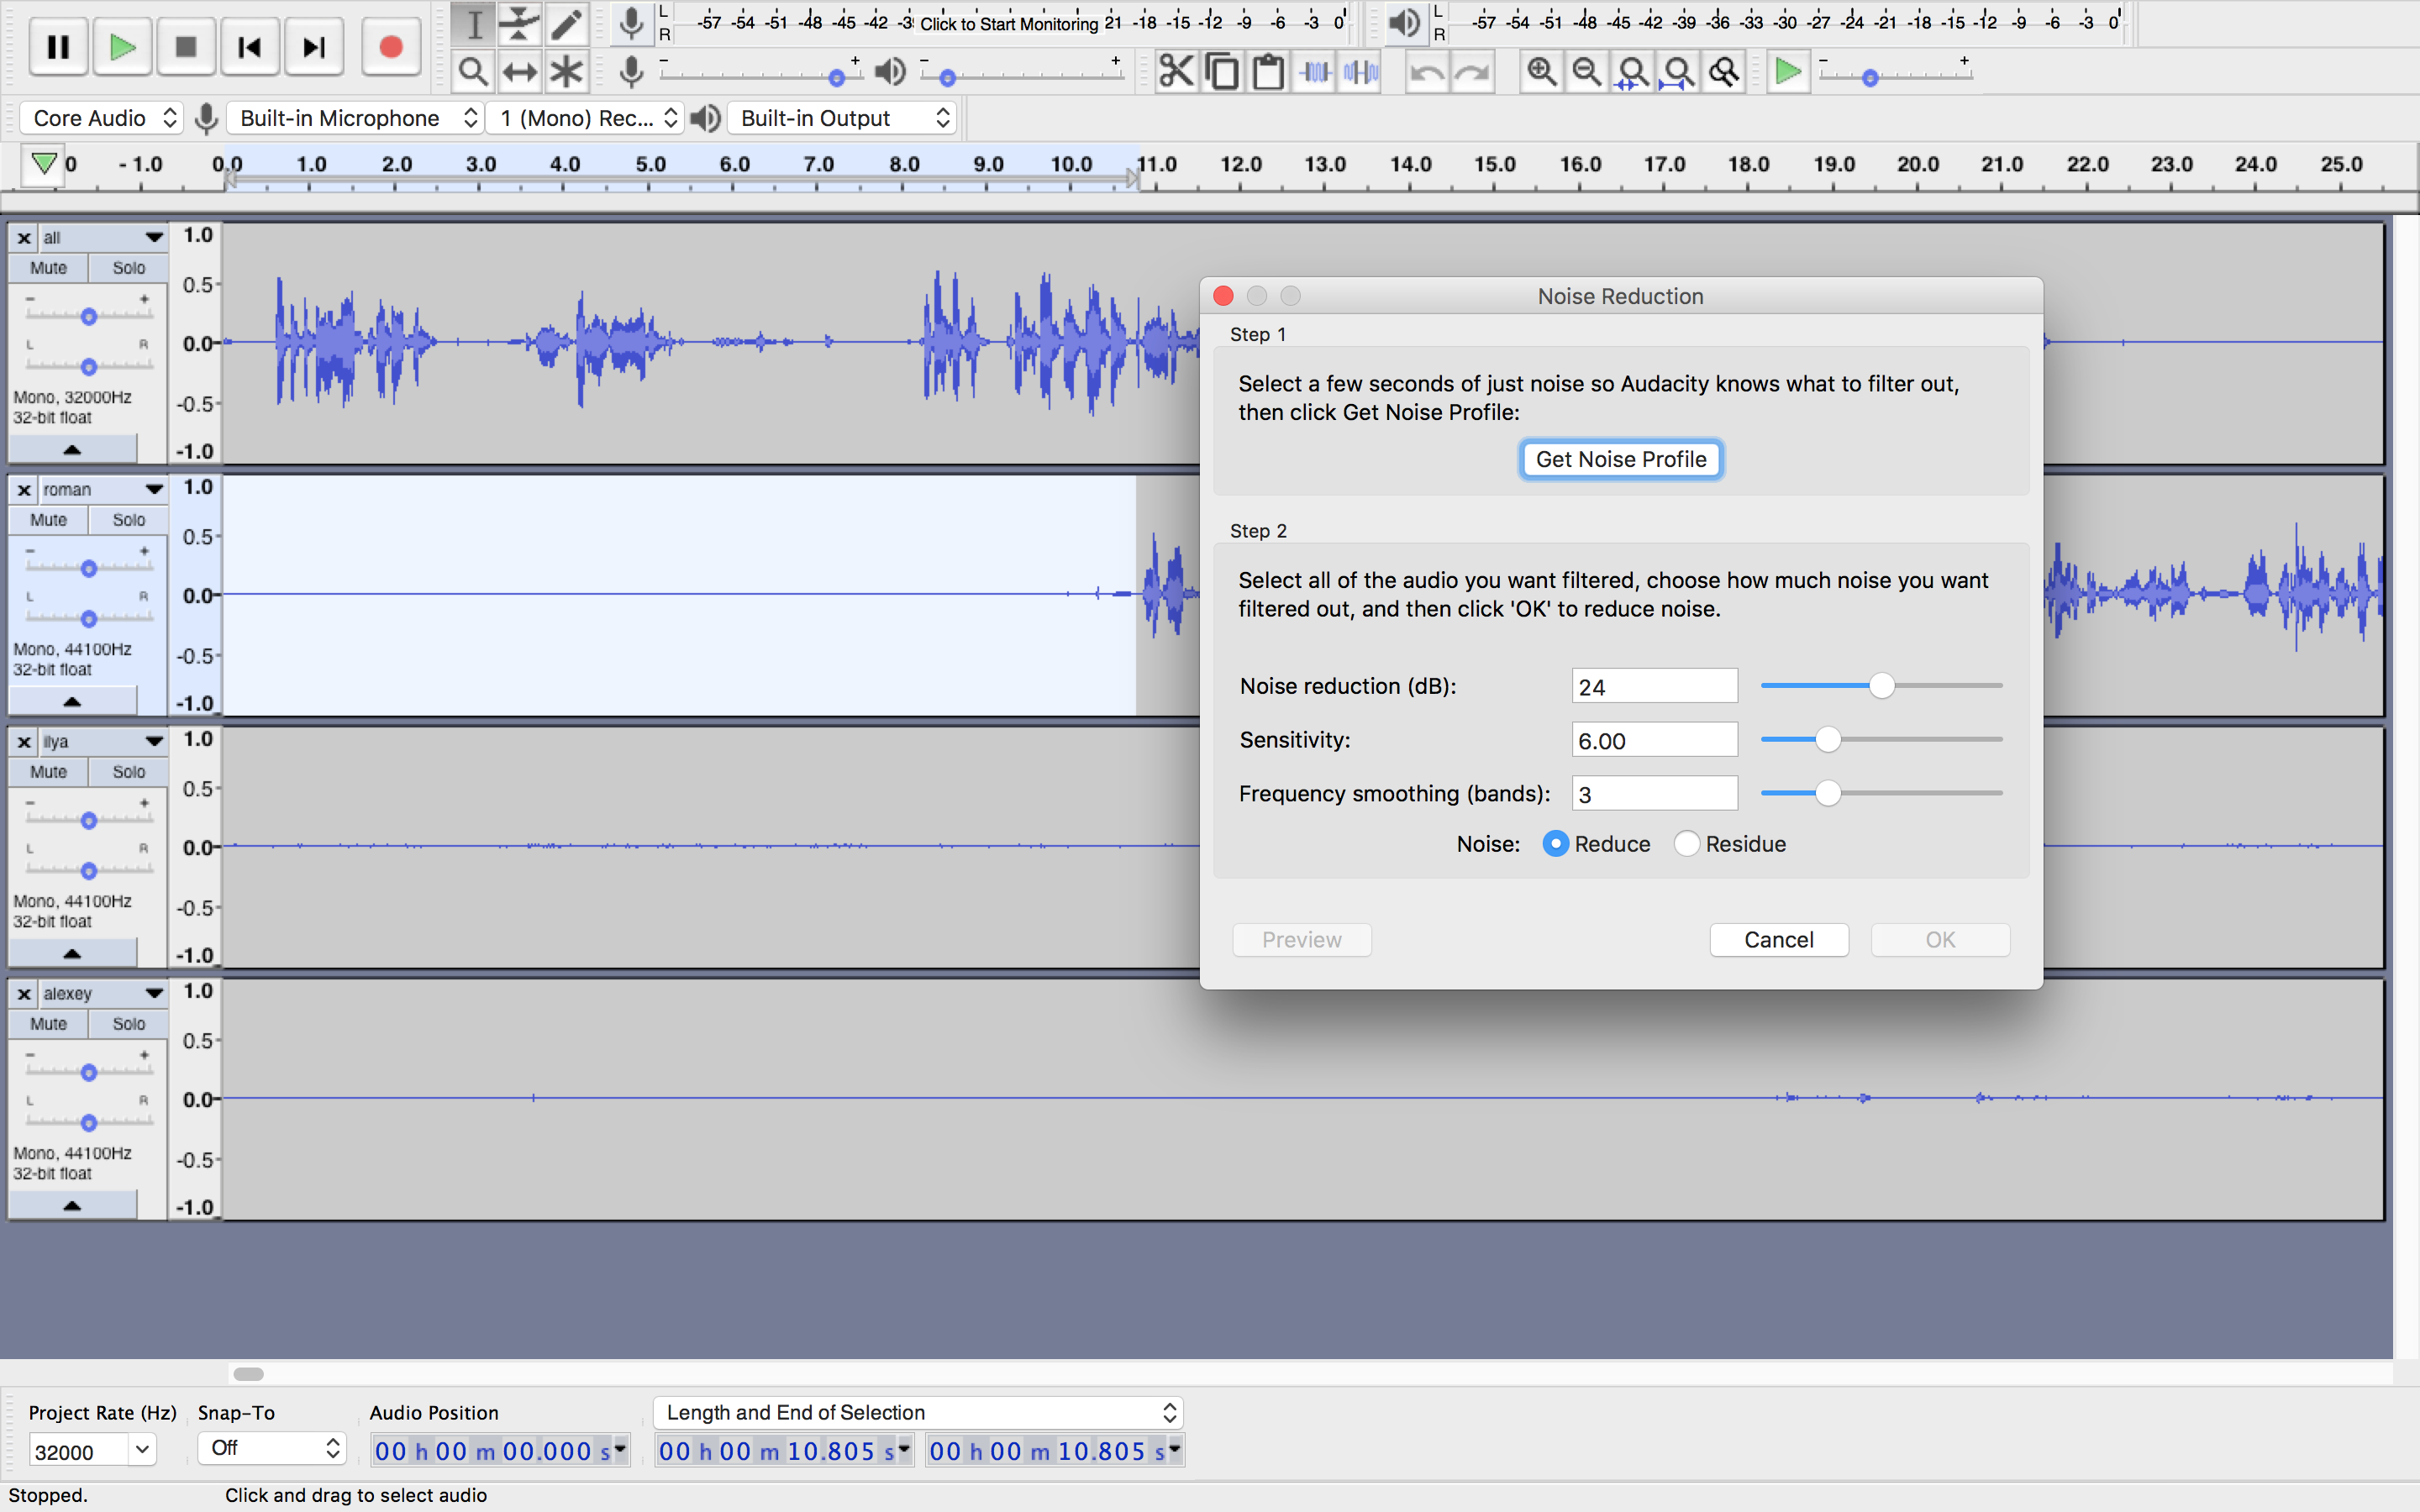 L
R
-57 -54 -51 -48 -45 -42 Click to Start Monitoring 21 -18 -15 -12 -9 -6 -3 0
L
R
-57 -54 -51 -48 -45 -42 -39 -36 -33 -30 -27 -24 -21 -18 -15 -12 -9 -6 -3 0
- + - + - +
Core Audio Built-in Microphone 1 (Mono) Rec... Built-in Output
0 - 1.0 0.0 1.0 2.0 3.0 4.0 5.0 6.0 7.0 8.0 9.0 10.0 11.0 12.0 13.0 14.0 15.0 16.0 17.0 18.0 19.0 20.0 21.0 22.0 23.0 24.0 25.0
x all
Mute Solo
- +
L R
Mono, 32000Hz
32-bit float
1.0
0.5
0.0
-0.5
-1.0
x roman
Mute Solo
- +
L R
Mono, 44100Hz
32-bit float
1.0
0.5
0.0
-0.5
-1.0
x ilya
Mute Solo
- +
L R
Mono, 44100Hz
32-bit float
1.0
0.5
0.0
-0.5
-1.0
x alexey
Mute Solo
- +
L R
Mono, 44100Hz
32-bit float
1.0
0.5
0.0
-0.5
-1.0
Noise Reduction
Step 1
Select a few seconds of just noise so Audacity knows what to filter out,
then click Get Noise Profile:
Get Noise Profile
Step 2
Select all of the audio you want filtered, choose how much noise you want
filtered out, and then click 'OK' to reduce noise.
Noise reduction (dB): 24
Sensitivity: 6.00
Frequency smoothing (bands): 3
Noise: Reduce Residue
Preview Cancel OK
Project Rate (Hz) Snap-To Audio Position Length and End of Selection
32000 Off 00 h 00 m 00.000 s 00 h 00 m 10.805 s 00 h 00 m 10.805 s
Stopped. Click and drag to select audio